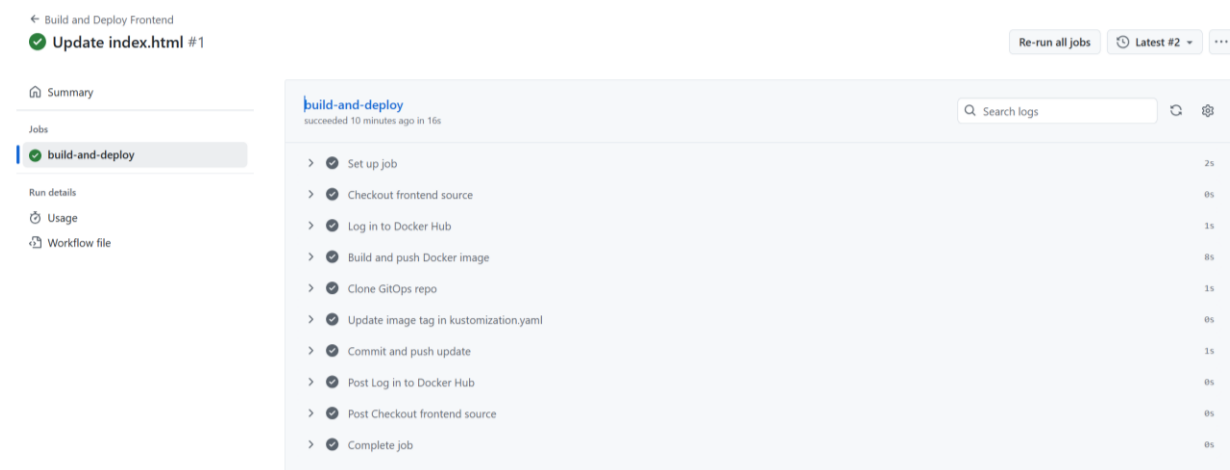 Build and Deploy Frontend
Update index.html #1
Re-run all jobs
Latest #2
Summary
Jobs
build-and-deploy
Run details
Usage
Workflow file
build-and-deploy
succeeded 10 minutes ago in 16s
Search logs
Set up job 2s
Checkout frontend source 0s
Log in to Docker Hub 1s
Build and push Docker image 8s
Clone GitOps repo 1s
Update image tag in kustomization.yaml 0s
Commit and push update 1s
Post Log in to Docker Hub 0s
Post Checkout frontend source 0s
Complete job 0s